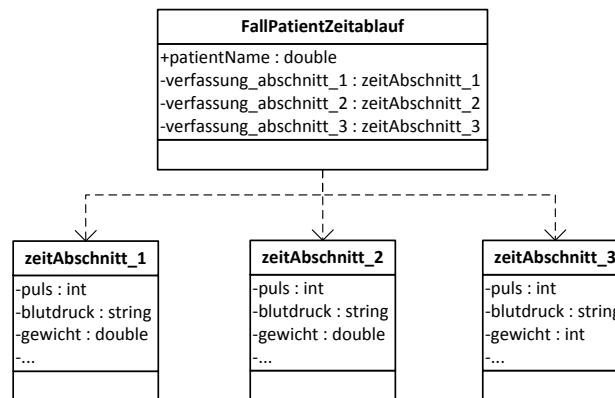 FallPatientZeitablauf
+patientName : double
-verfassung_abschnitt_1 : zeitAbschnitt_1
-verfassung_abschnitt_2 : zeitAbschnitt_2
-verfassung_abschnitt_3 : zeitAbschnitt_3
zeitAbschnitt_1
-puls : int
-blutdruck : string
-gewicht : double
-...
zeitAbschnitt_2
-puls : int
-blutdruck : string
-gewicht : double
-...
zeitAbschnitt_3
-puls : int
-blutdruck : string
-gewicht : int
-...